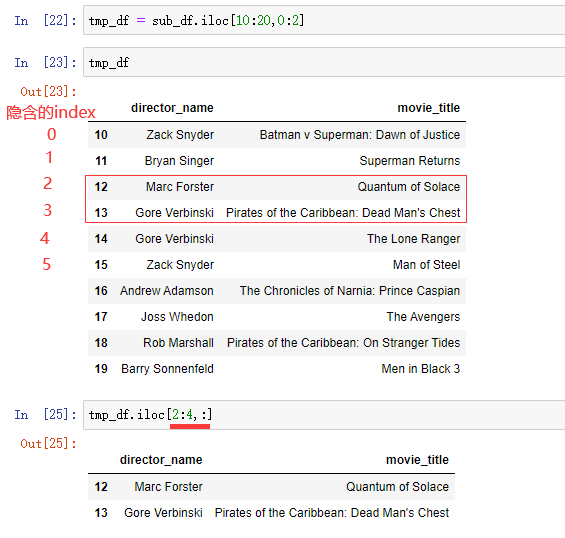 In [22]: tmp_df = sub_df.iloc[10:20,0:2]
In [23]: tmp_df
Out[23]:
隐含的index
director_name movie_title
0 10 Zack Snyder Batman v Superman: Dawn of Justice
1 11 Bryan Singer Superman Returns
2 12 Marc Forster Quantum of Solace
3 13 Gore Verbinski Pirates of the Caribbean: Dead Man's Chest
4 14 Gore Verbinski The Lone Ranger
5 15 Zack Snyder Man of Steel
16 Andrew Adamson The Chronicles of Narnia: Prince Caspian
17 Joss Whedon The Avengers
18 Rob Marshall Pirates of the Caribbean: On Stranger Tides
19 Barry Sonnenfeld Men in Black 3
In [25]: tmp_df.iloc[2:4,:]
Out[25]:
director_name movie_title
12 Marc Forster Quantum of Solace
13 Gore Verbinski Pirates of the Caribbean: Dead Man's Chest